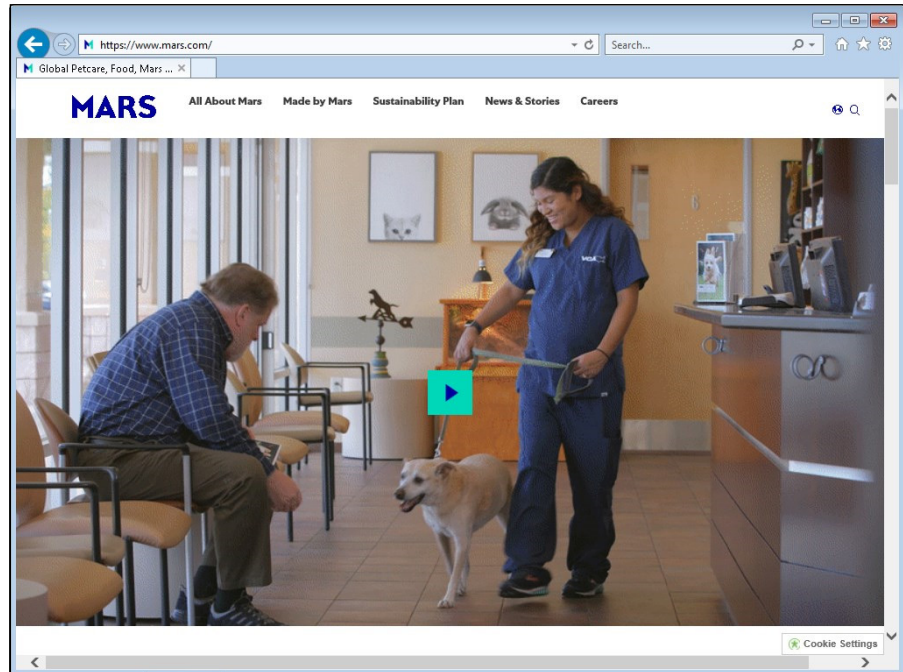 https://www.mars.com/
Search...
Global Petcare, Food, Mars ...
MARS
All About Mars Made by Mars Sustainability Plan News & Stories Careers
VCA
Cookie Settings